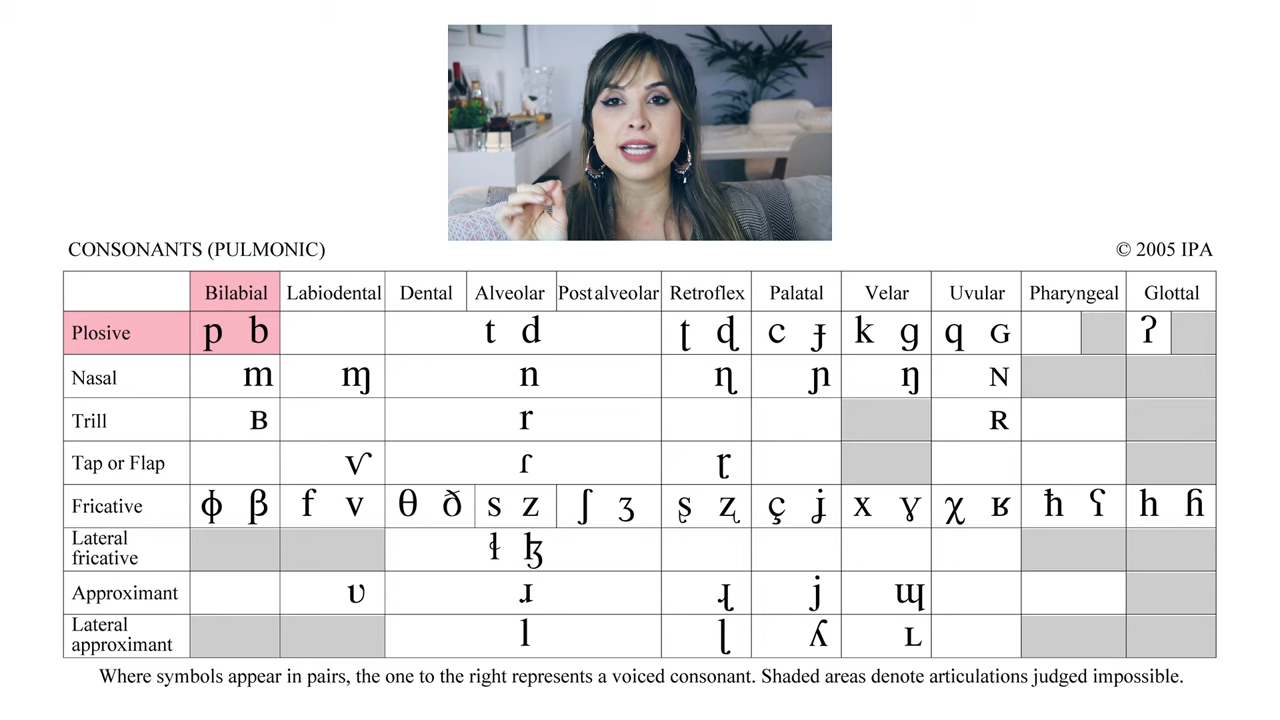 CONSONANTS (PULMONIC) © 2005 IPA
Bilabial Labiodental Dental Alveolar Postalveolar Retroflex Palatal Velar Uvular Pharyngeal Glottal
Plosive p b t d ʈ ɖ c ɟ k ɡ q ɢ ʔ
Nasal m ɱ n ɳ ɲ ŋ ɴ
Trill ʙ r ʀ
Tap or Flap ⱱ ɾ ɽ
Fricative ɸ β f v θ ð s z ʃ ʒ ʂ ʐ ç ʝ x ɣ χ ʁ ħ ʕ h ɦ
Lateral
fricative ɬ ɮ
Approximant ʋ ɹ ɻ j ɰ
Lateral
approximant l ɭ ʎ ʟ
Where symbols appear in pairs, the one to the right represents a voiced consonant. Shaded areas denote articulations judged impossible.